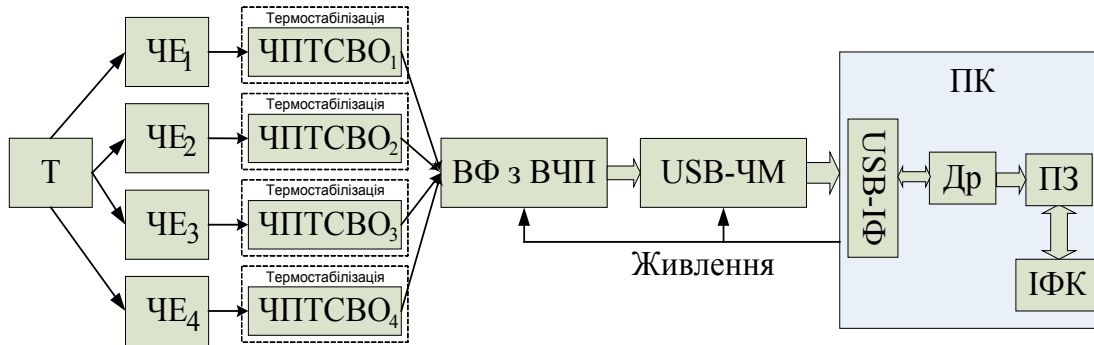 Термостабілізація
ЧЕ1
ЧПТСВО1
ПК
Термостабілізація
ЧЕ2
ЧПТСВО2
Т
ВФ з ВЧП
USB-ЧМ
USB-ІФ
Др
ПЗ
Термостабілізація
ЧЕ3
ЧПТСВО3
Живлення
Термостабілізація
ЧЕ4
ЧПТСВО4
ІФК